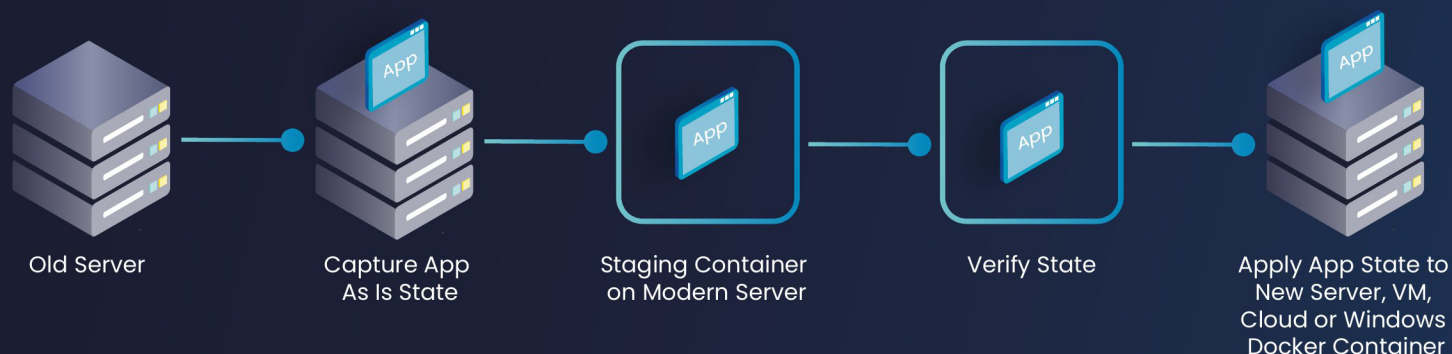 App
App
App
App
Old Server
Capture App
As Is State
Staging Container
on Modern Server
Verify State
Apply App State to
New Server, VM,
Cloud or Windows
Docker Container